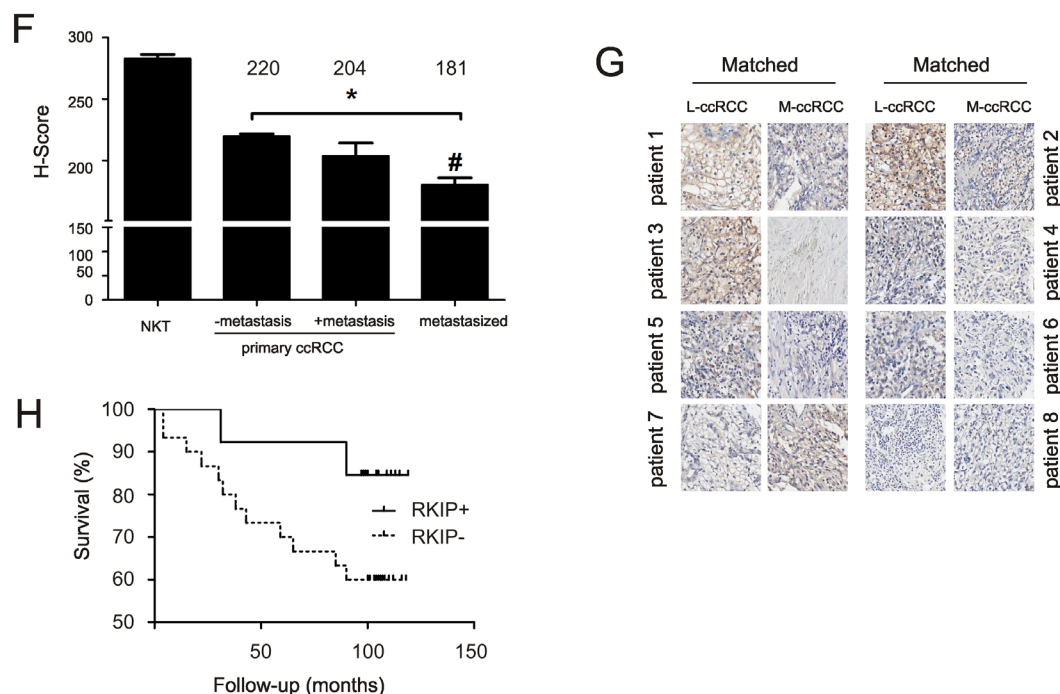 F
300
250
200
150
100
50
0
H-Score
220
204
181
*
#
NKT
-metastasis
+metastasis
metastasized
primary ccRCC
G
Matched
Matched
L-ccRCC
M-ccRCC
L-ccRCC
M-ccRCC
patient 1
patient 2
patient 3
patient 4
patient 5
patient 6
patient 7
patient 8
H
100
90
80
70
60
50
Survival (%)
RKIP+
RKIP-
50
100
150
Follow-up (months)